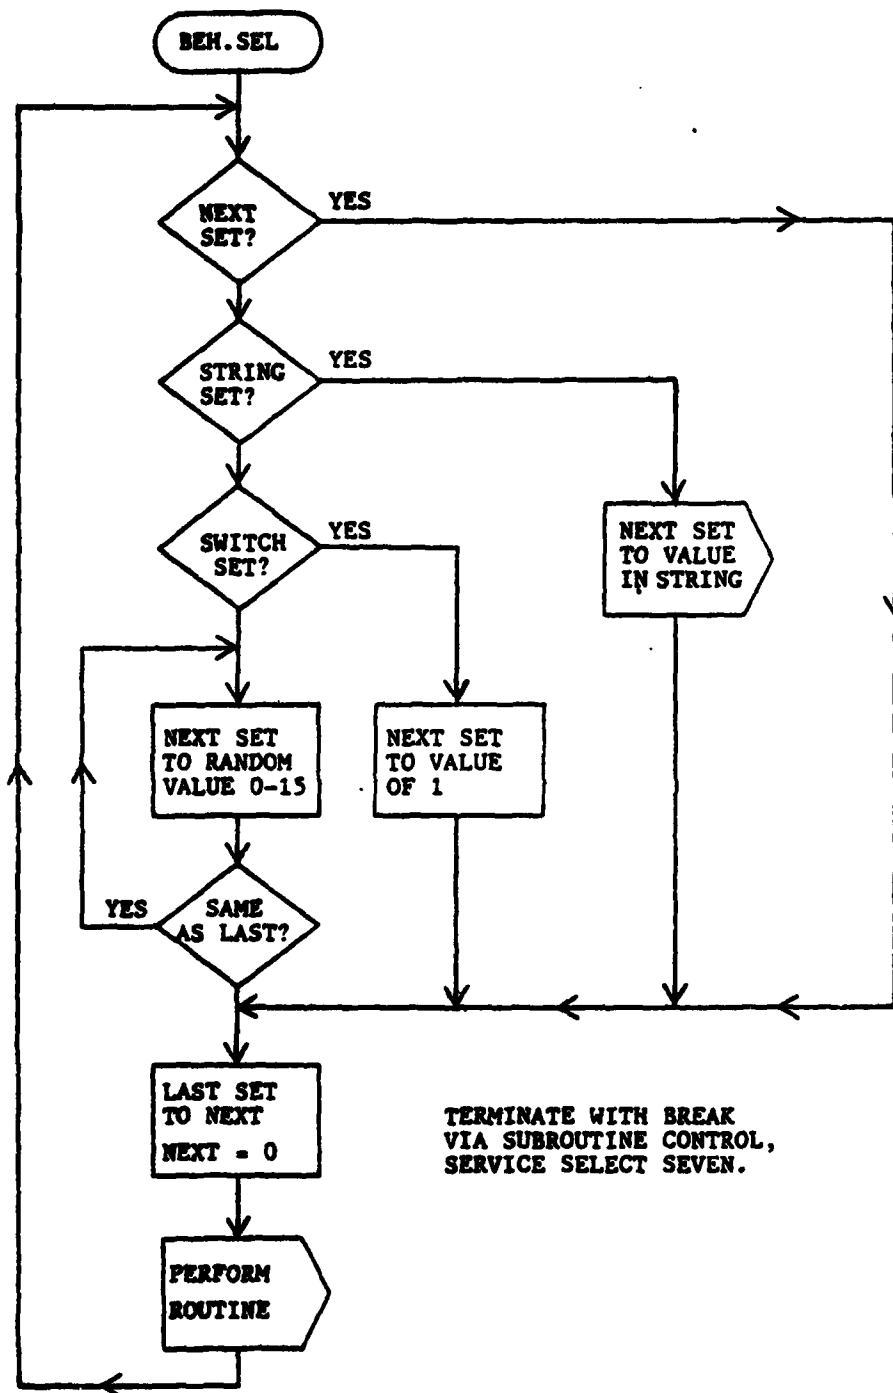 BEH.SEL
NEXT
SET?
YES
STRING
SET?
YES
SWITCH
SET?
YES
NEXT SET
TO VALUE
IN STRING
NEXT SET
TO RANDOM
VALUE 0-15
NEXT SET
TO VALUE
OF 1
YES
SAME
AS LAST?
LAST SET
TO NEXT
NEXT = 0
TERMINATE WITH BREAK
VIA SUBROUTINE CONTROL,
SERVICE SELECT SEVEN.
PERFORM
ROUTINE